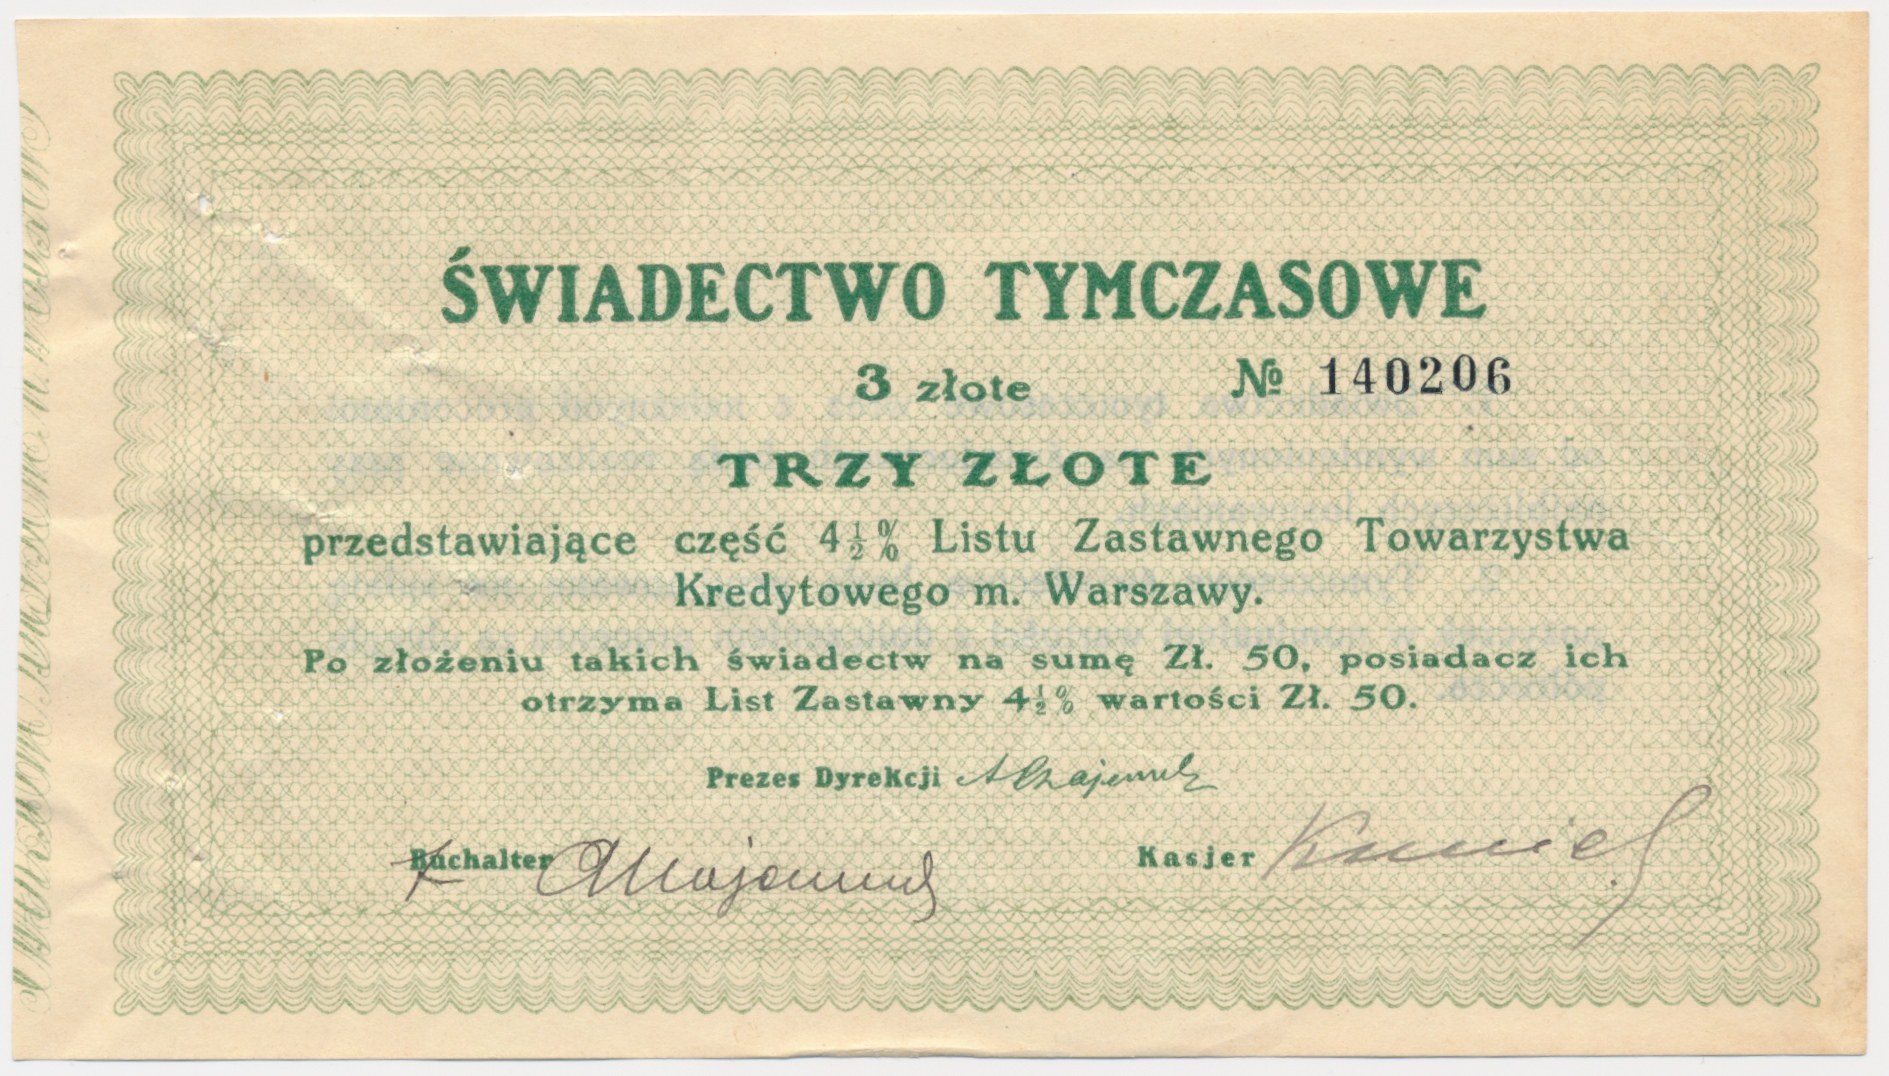 ŚWIADECTWO TYMCZASOWE
3 złote № 140206
TRZY ZŁOTE
przedstawiające część 4½% Listu Zastawnego Towarzystwa
Kredytowego m. Warszawy.
Po złożeniu takich świadectw na sumę Zł. 50, posiadacz ich
otrzyma List Zastawny 4½% wartości Zł. 50.
Prezes Dyrekcji
Buchalter
Kasjer